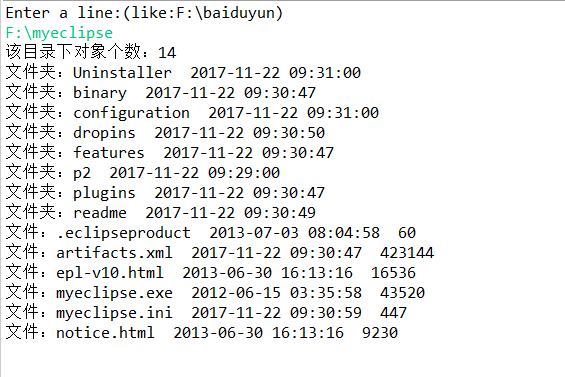 Enter a line:(like:F:\baiduyun)
F:\myeclipse
该目录下对象个数：14
文件夹：Uninstaller  2017-11-22 09:31:00
文件夹：binary  2017-11-22 09:30:47
文件夹：configuration  2017-11-22 09:31:00
文件夹：dropins  2017-11-22 09:30:50
文件夹：features  2017-11-22 09:30:47
文件夹：p2  2017-11-22 09:29:00
文件夹：plugins  2017-11-22 09:30:47
文件夹：readme  2017-11-22 09:30:49
文件：.eclipseproduct  2013-07-03 08:04:58  60
文件：artifacts.xml  2017-11-22 09:30:47  423144
文件：epl-v10.html  2013-06-30 16:13:16  16536
文件：myeclipse.exe  2012-06-15 03:35:58  43520
文件：myeclipse.ini  2017-11-22 09:30:59  447
文件：notice.html  2013-06-30 16:13:16  9230